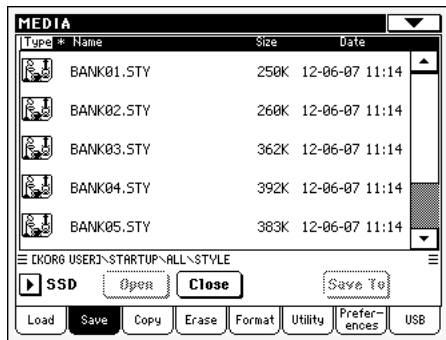 MEDIA
Type * Name Size Date
BANK01.STY 250K 12-06-07 11:14
BANK02.STY 260K 12-06-07 11:14
BANK03.STY 362K 12-06-07 11:14
BANK04.STY 392K 12-06-07 11:14
BANK05.STY 383K 12-06-07 11:14
[KORG USER]\STARTUP\ALL\STYLE
SSD Open Close Save To
Load Save Copy Erase Format Utility Prefer-ences USB